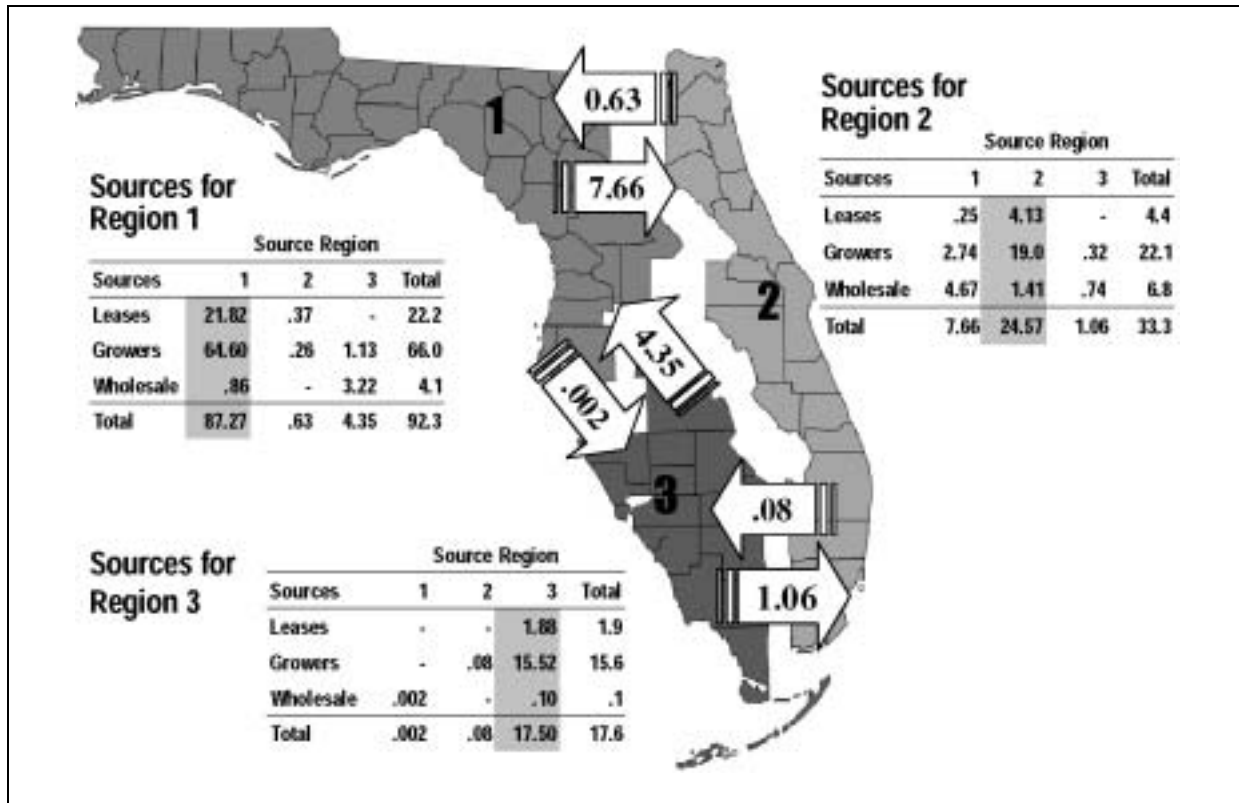 Sources for
Region 1
Source Region
Sources 1 2 3 Total
Leases 21.82 .37 - 22.2
Growers 64.60 .26 1.13 66.0
Wholesale .86 - 3.22 4.1
Total 87.27 .63 4.35 92.3
Sources for
Region 2
Source Region
Sources 1 2 3 Total
Leases .25 4.13 - 4.4
Growers 2.74 19.0 .32 22.1
Wholesale 4.67 1.41 .74 6.8
Total 7.66 24.57 1.06 33.3
1
0.63
7.66
2
4.35
.002
3
.08
1.06
Sources for
Region 3
Source Region
Sources 1 2 3 Total
Leases - - 1.88 1.9
Growers - .08 15.52 15.6
Wholesale .002 - .10 .1
Total .002 .08 17.50 17.6